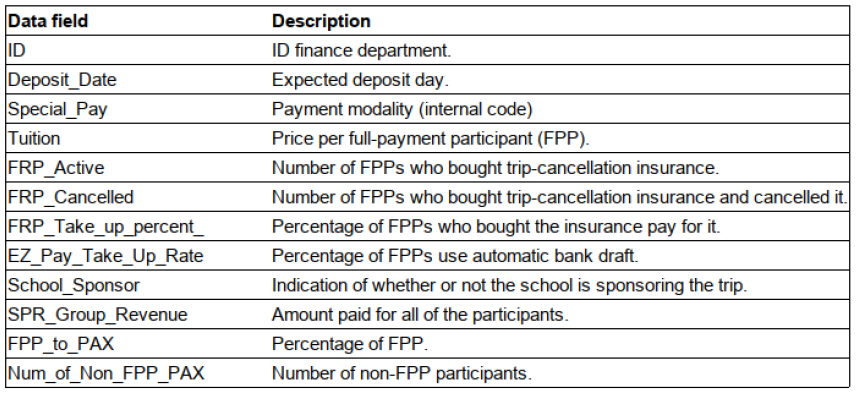 Data field Description
ID ID finance department.
Deposit_Date Expected deposit day.
Special_Pay Payment modality (internal code)
Tuition Price per full-payment participant (FPP).
FRP_Active Number of FPPs who bought trip-cancellation insurance.
FRP_Cancelled Number of FPPs who bought trip-cancellation insurance and cancelled it.
FRP_Take_up_percent_ Percentage of FPPs who bought the insurance pay for it.
EZ_Pay_Take_Up_Rate Percentage of FPPs use automatic bank draft.
School_Sponsor Indication of whether or not the school is sponsoring the trip.
SPR_Group_Revenue Amount paid for all of the participants.
FPP_to_PAX Percentage of FPP.
Num_of_Non_FPP_PAX Number of non-FPP participants.